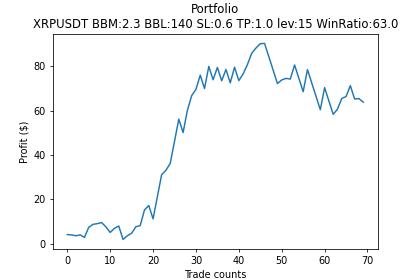 Portfolio
XRPUSDT BBM:2.3 BBL:140 SL:0.6 TP:1.0 lev:15 WinRatio:63.0
Profit ($)
80
60
40
20
0
0 10 20 30 40 50 60 70
Trade counts